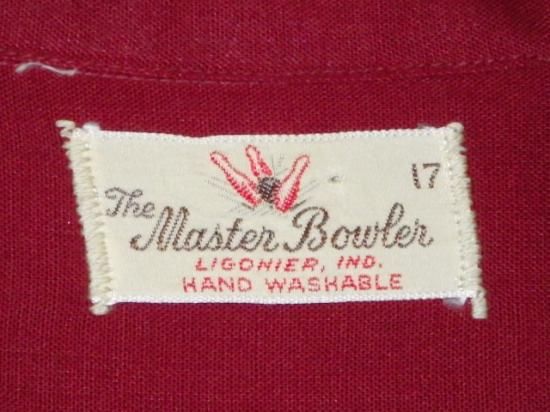 17
The Master Bowler
LIGONIER, IND.
HAND WASHABLE